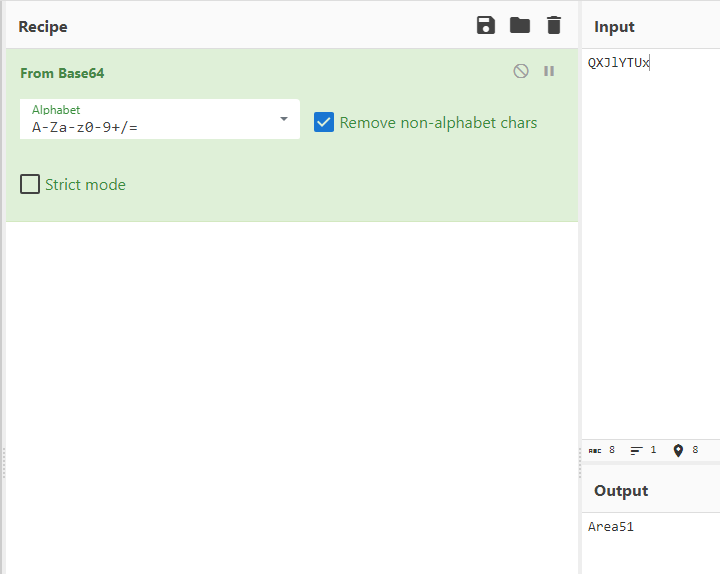 Recipe
From Base64
Alphabet
A-Za-z0-9+/=
Remove non-alphabet chars
Strict mode
Input
QXJlYTUx
ABC 8 1 8
Output
Area51